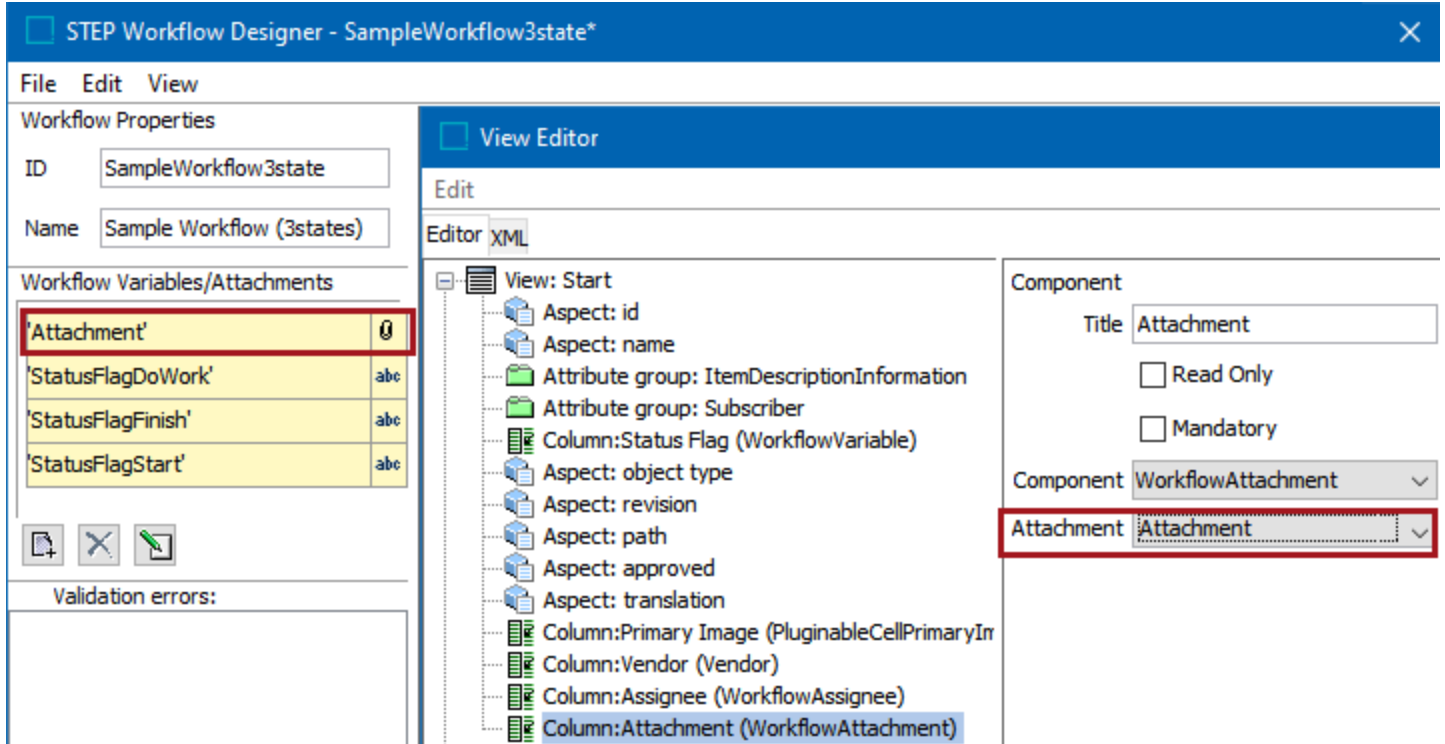 STEP Workflow Designer - SampleWorkflow3state*
File Edit View
Workflow Properties
ID SampleWorkflow3state
Name Sample Workflow (3states)
Workflow Variables/Attachments
'Attachment'
'StatusFlagDoWork' abc
'StatusFlagFinish' abc
'StatusFlagStart' abc
Validation errors:
View Editor
Edit
Editor XML
View: Start
Aspect: id
Aspect: name
Attribute group: ItemDescriptionInformation
Attribute group: Subscriber
Column:Status Flag (WorkflowVariable)
Aspect: object type
Aspect: revision
Aspect: path
Aspect: approved
Aspect: translation
Column:Primary Image (PluginableCellPrimaryIm
Column:Vendor (Vendor)
Column:Assignee (WorkflowAssignee)
Column:Attachment (WorkflowAttachment)
Component
Title Attachment
Read Only
Mandatory
Component WorkflowAttachment
Attachment Attachment